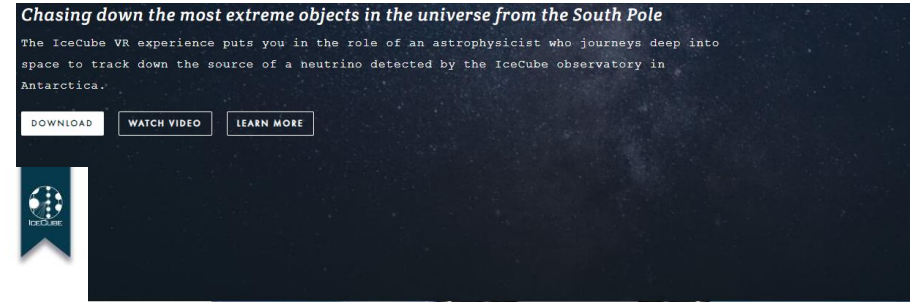 Chasing down the most extreme objects in the universe from the South Pole
The IceCube VR experience puts you in the role of an astrophysicist who journeys deep into
space to track down the source of a neutrino detected by the IceCube observatory in
Antarctica.
DOWNLOAD WATCH VIDEO LEARN MORE
ICECUBE